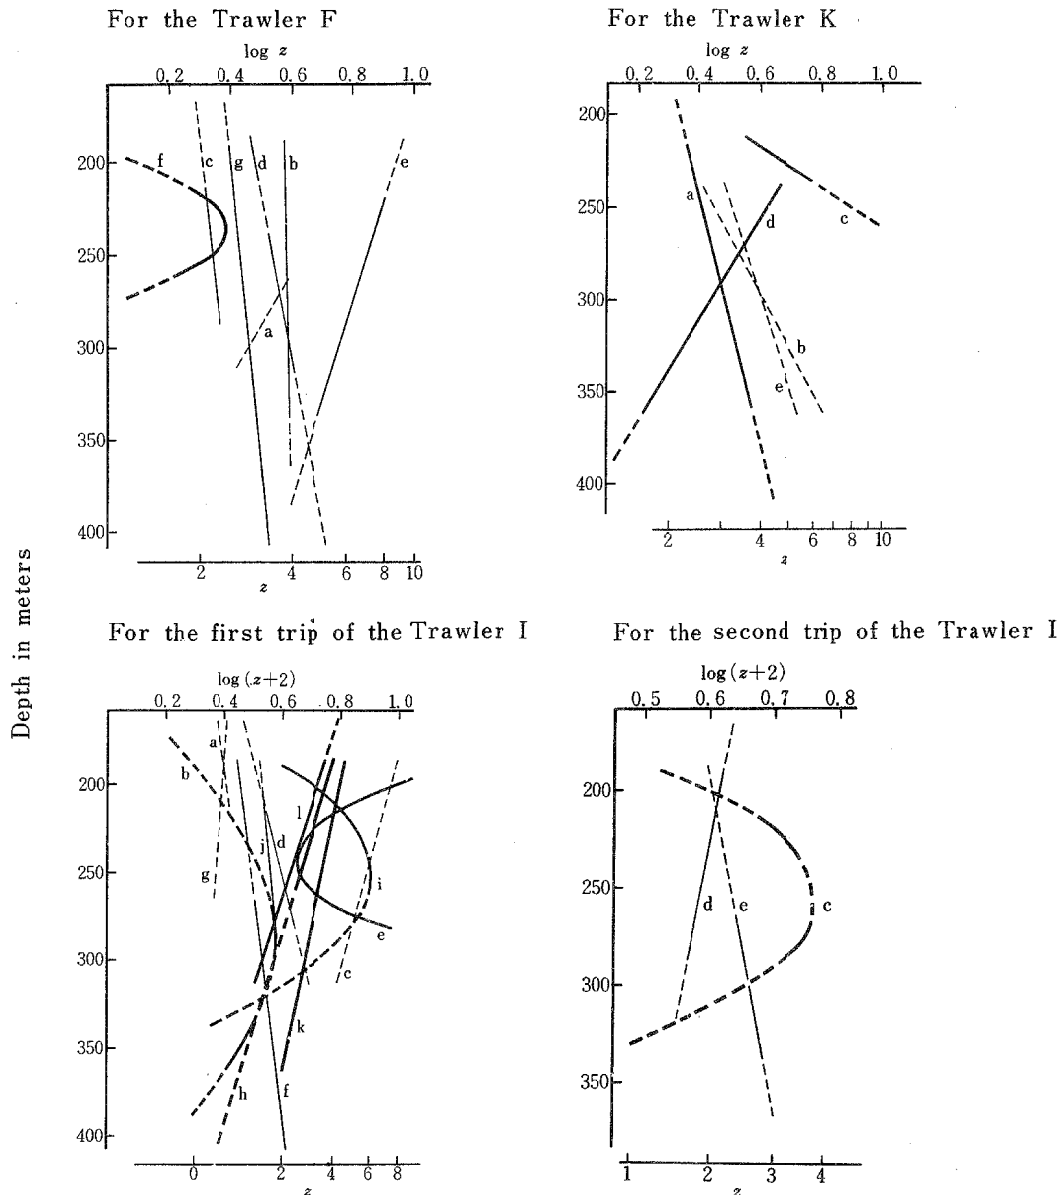 For the Trawler F
log z
0.2 0.4 0.6 0.8 1.0
200
250
300
350
400
f c g d b e
a
2 4 6 8 10
z
For the Trawler K
log z
0.2 0.4 0.6 0.8 1.0
200
250
300
350
400
a
d c
b
e
2 4 6 8 10
z
Depth in meters
For the first trip of the Trawler I
log (z+2)
0.2 0.4 0.6 0.8 1.0
200
250
300
350
400
a
b
l
j d
g i
e
c
k
h f
0 2 4 6 8
z
For the second trip of the Trawler I
log (z+2)
0.5 0.6 0.7 0.8
200
250
300
350
d e c
1 2 3 4
z